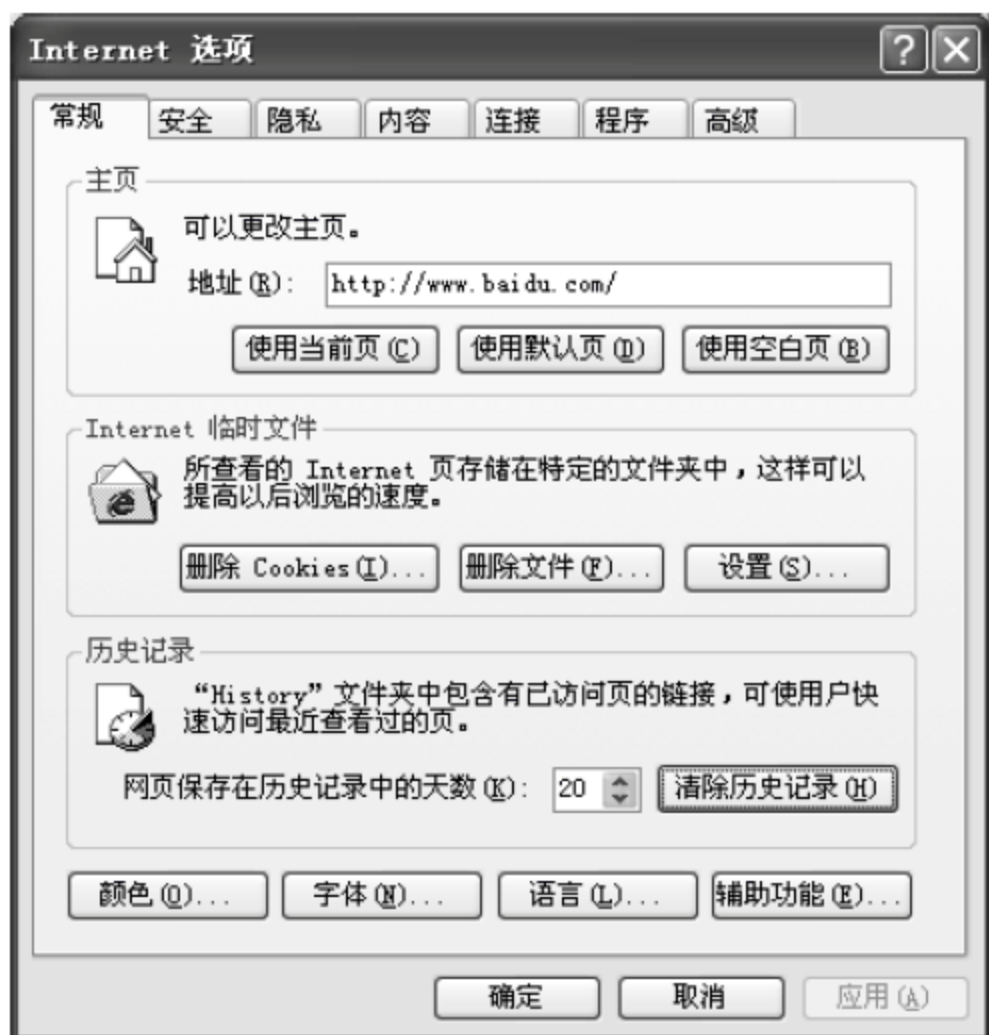 Internet 选项
常规 安全 隐私 内容 连接 程序 高级
主页
可以更改主页。
地址(R): http://www.baidu.com/
使用当前页(C) 使用默认页(D) 使用空白页(B)
Internet 临时文件
所查看的 Internet 页存储在特定的文件夹中，这样可以
提高以后浏览的速度。
删除 Cookies(I)... 删除文件(F)... 设置(S)...
历史记录
“History”文件夹中包含有已访问页的链接，可使用户快
速访问最近查看过的页。
网页保存在历史记录中的天数(K): 20 清除历史记录(H)
颜色(O)... 字体(N)... 语言(L)... 辅助功能(E)...
确定 取消 应用(A)